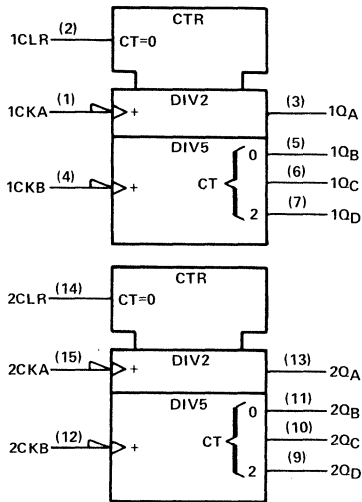 CTR
1CLR (2) CT=0
DIV2
1CKA (1) + (3) 1QA
DIV5
0 (5) 1QB
1CKB (4) + CT (6) 1QC
2 (7) 1QD
CTR
2CLR (14) CT=0
DIV2
2CKA (15) + (13) 2QA
DIV5
0 (11) 2QB
2CKB (12) + CT (10) 2QC
2 (9) 2QD